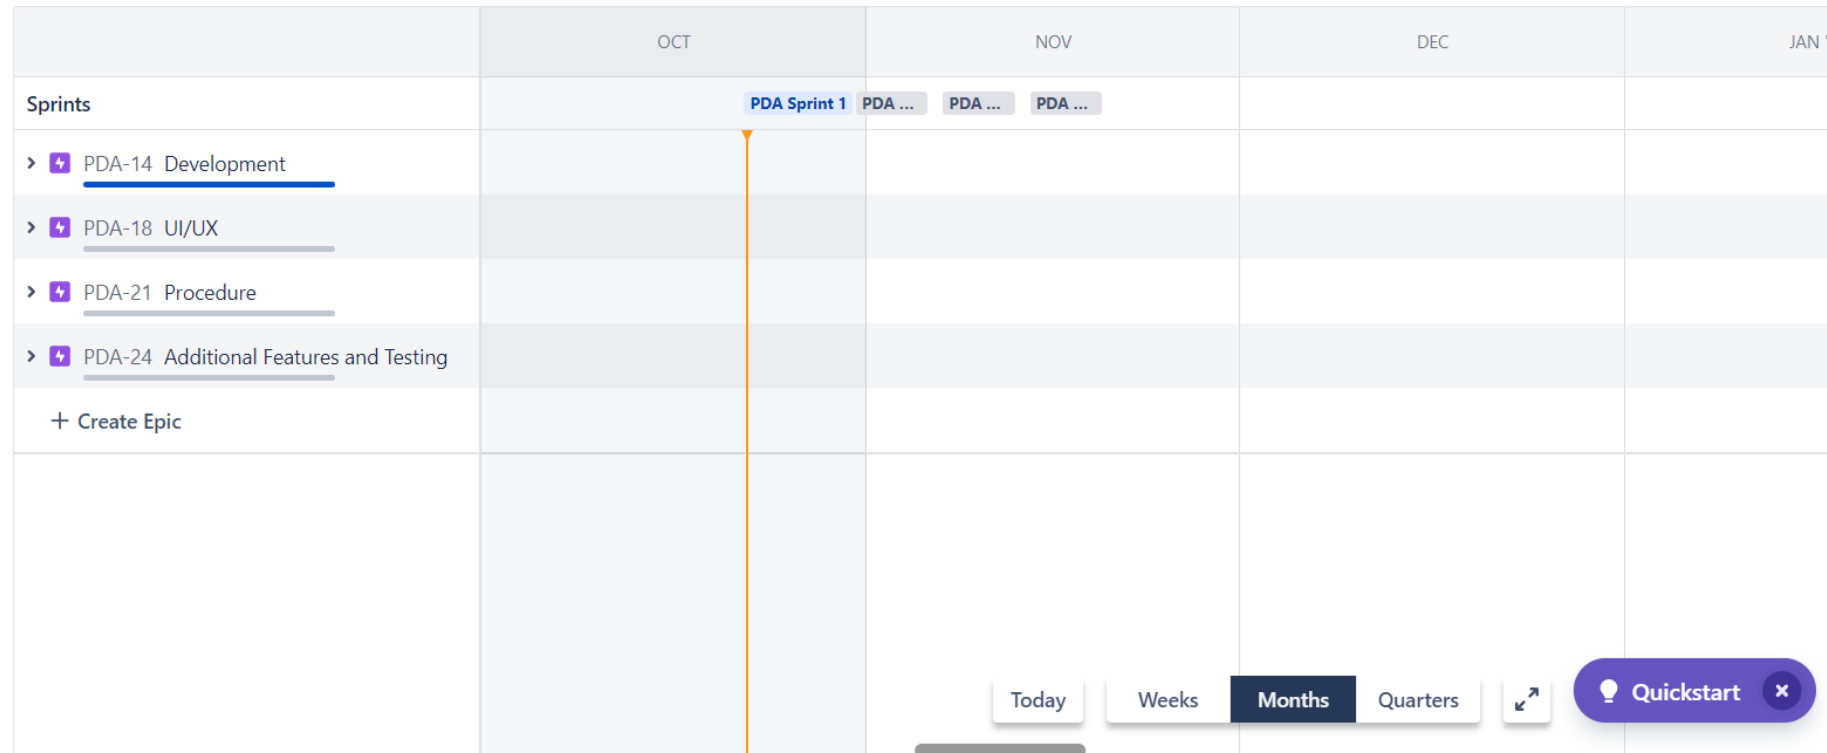 OCT NOV DEC JAN '
Sprints PDA Sprint 1 PDA ... PDA ... PDA ...
PDA-14 Development
PDA-18 UI/UX
PDA-21 Procedure
PDA-24 Additional Features and Testing
+ Create Epic
Today Weeks Months Quarters Quickstart